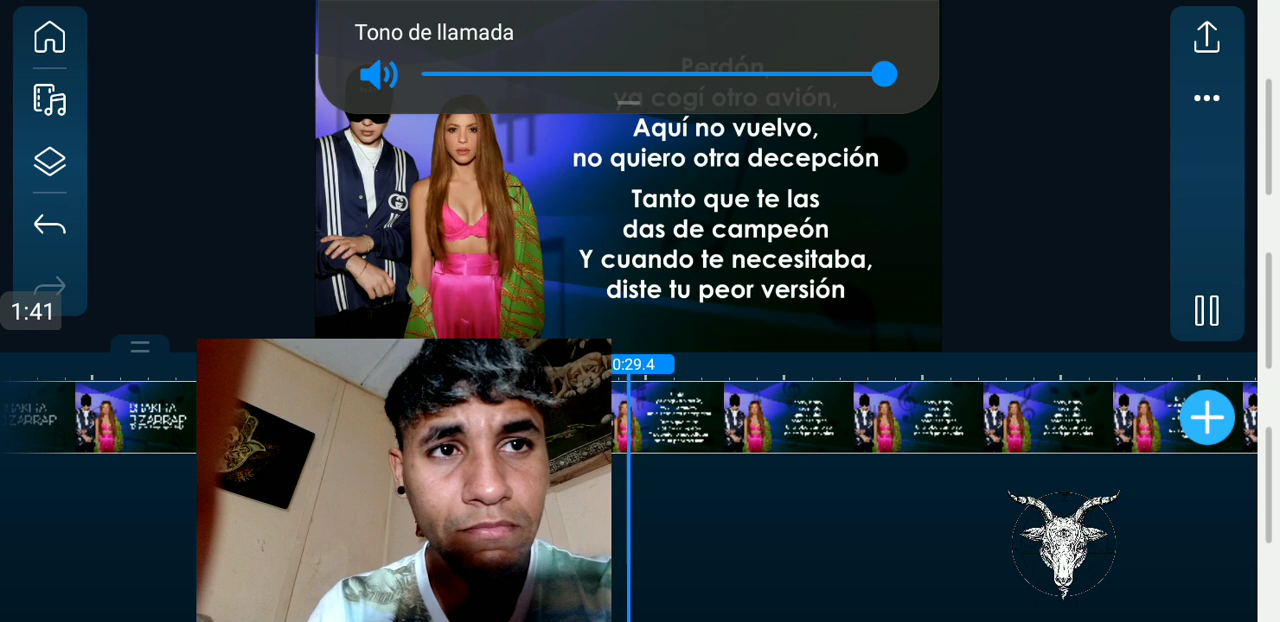 Tono de llamada
Perdón,
ya cogí otro avión,
Aquí no vuelvo,
no quiero otra decepción
Tanto que te las
das de campeón
Y cuando te necesitaba,
diste tu peor versión
1:41
0:29.4